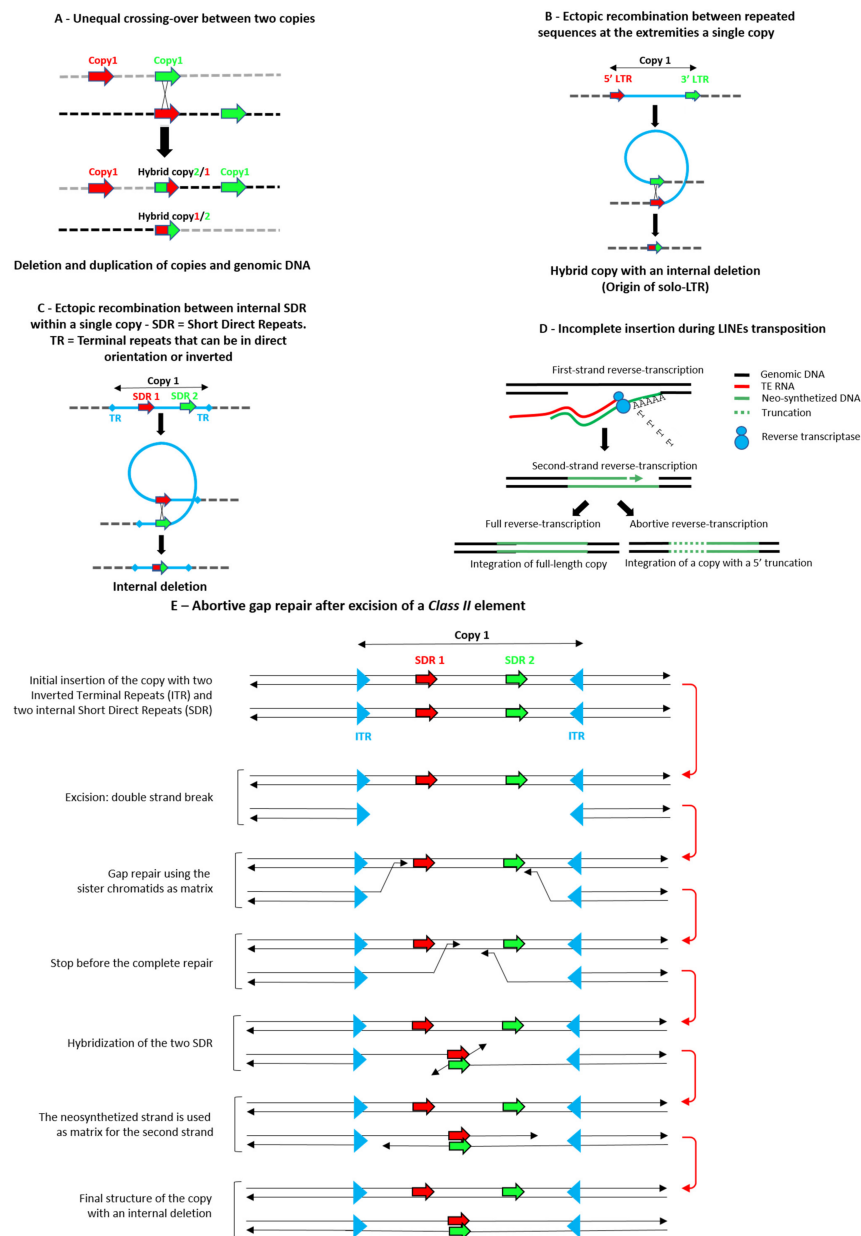 A - Unequal crossing-over between two copies
Copy1
Copy1
Copy1
Hybrid copy2/1
Copy1
Hybrid copy1/2
Deletion and duplication of copies and genomic DNA
B - Ectopic recombination between repeated
sequences at the extremities a single copy
Copy 1
5' LTR
3' LTR
Hybrid copy with an internal deletion
(Origin of solo-LTR)
C - Ectopic recombination between internal SDR
within a single copy - SDR = Short Direct Repeats.
TR = Terminal repeats that can be in direct
orientation or inverted
Copy 1
SDR 1
SDR 2
TR
TR
Internal deletion
D - Incomplete insertion during LINEs transposition
First-strand reverse-transcription
AAAAA
Genomic DNA
TE RNA
Neo-synthetized DNA
Truncation
Reverse transcriptase
Second-strand reverse-transcription
Full reverse-transcription
Abortive reverse-transcription
Integration of full-length copy
Integration of a copy with a 5' truncation
E – Abortive gap repair after excision of a Class II element
Copy 1
SDR 1
SDR 2
Initial insertion of the copy with two
Inverted Terminal Repeats (ITR) and
two internal Short Direct Repeats (SDR)
ITR
ITR
Excision: double strand break
Gap repair using the
sister chromatids as matrix
Stop before the complete repair
Hybridization of the two SDR
The neosynthetized strand is used
as matrix for the second strand
Final structure of the copy
with an internal deletion